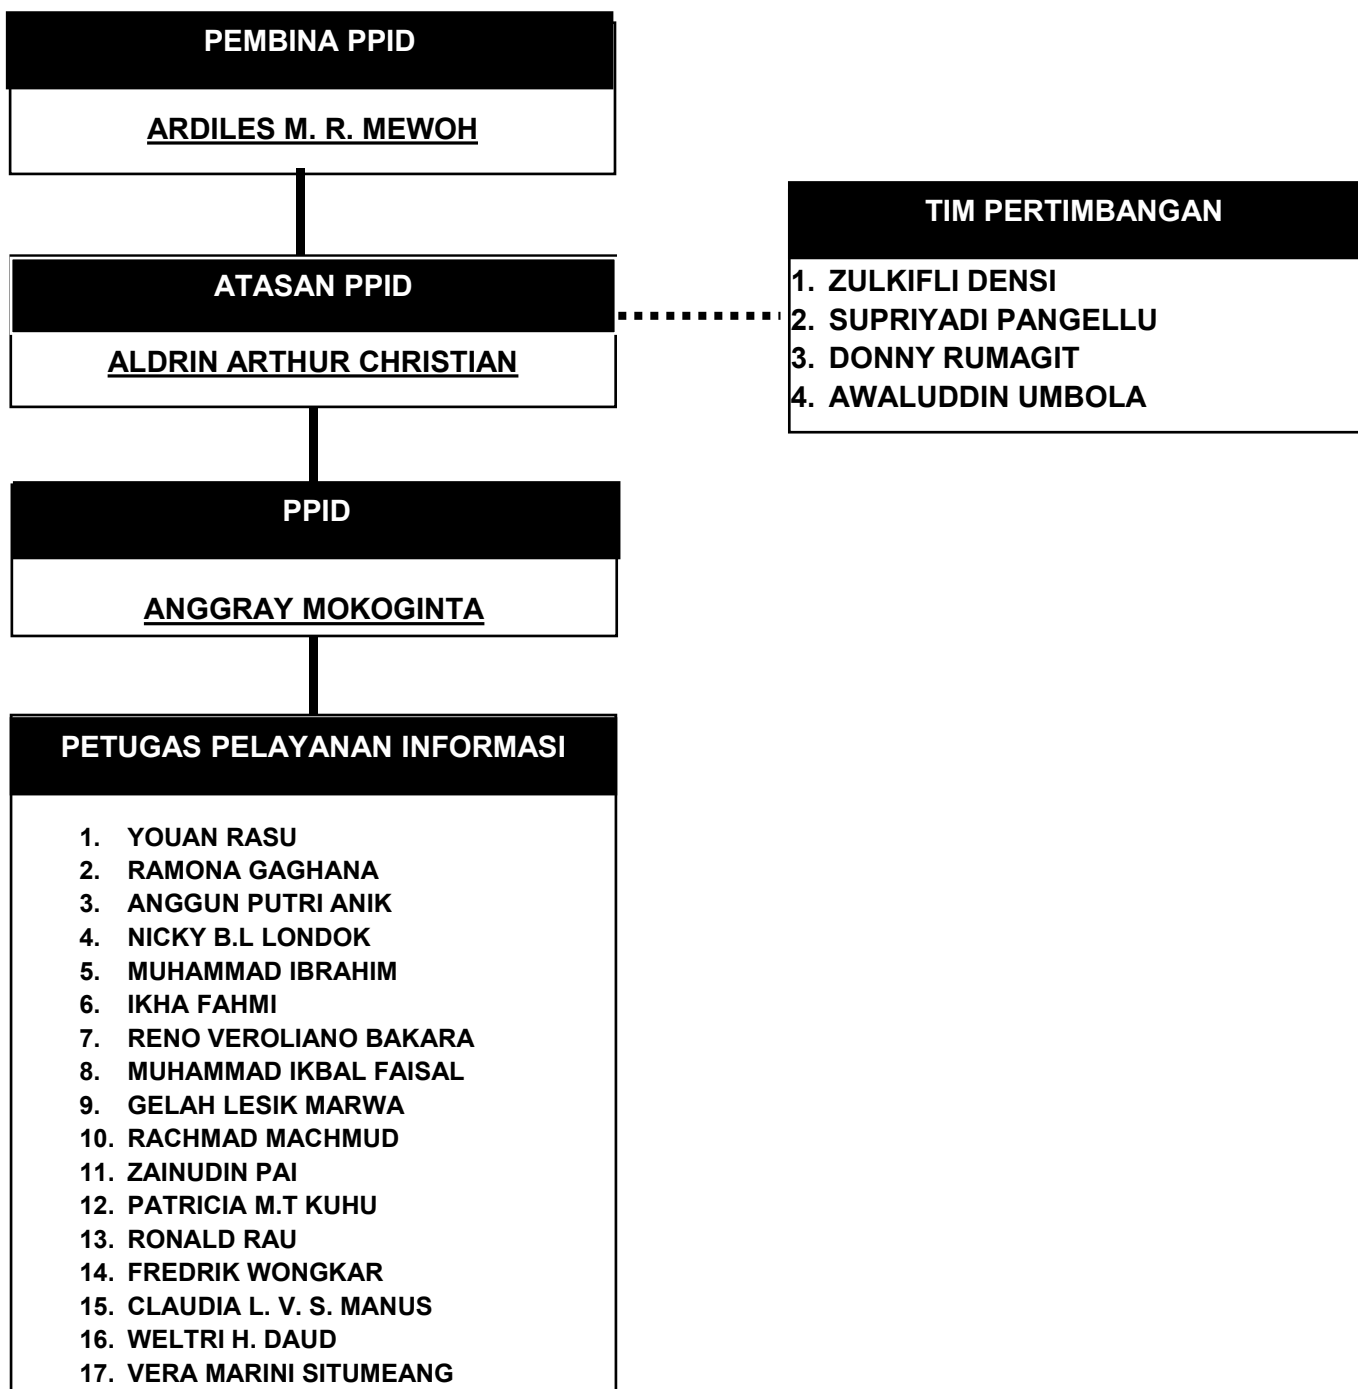 PEMBINA PPID
ARDILES M. R. MEWOH
TIM PERTIMBANGAN
1. ZULKIFLI DENSI
2. SUPRIYADI PANGELLU
3. DONNY RUMAGIT
4. AWALUDDIN UMBOLA
ATASAN PPID
ALDRIN ARTHUR CHRISTIAN
PPID
ANGGRAY MOKOGINTA
PETUGAS PELAYANAN INFORMASI
1. YOUAN RASU
2. RAMONA GAGHANA
3. ANGGUN PUTRI ANIK
4. NICKY B.L LONDOK
5. MUHAMMAD IBRAHIM
6. IKHA FAHMI
7. RENO VEROLIANO BAKARA
8. MUHAMMAD IKBAL FAISAL
9. GELAH LESIK MARWA
10. RACHMAD MACHMUD
11. ZAINUDIN PAI
12. PATRICIA M.T KUHU
13. RONALD RAU
14. FREDRIK WONGKAR
15. CLAUDIA L. V. S. MANUS
16. WELTRI H. DAUD
17. VERA MARINI SITUMEANG